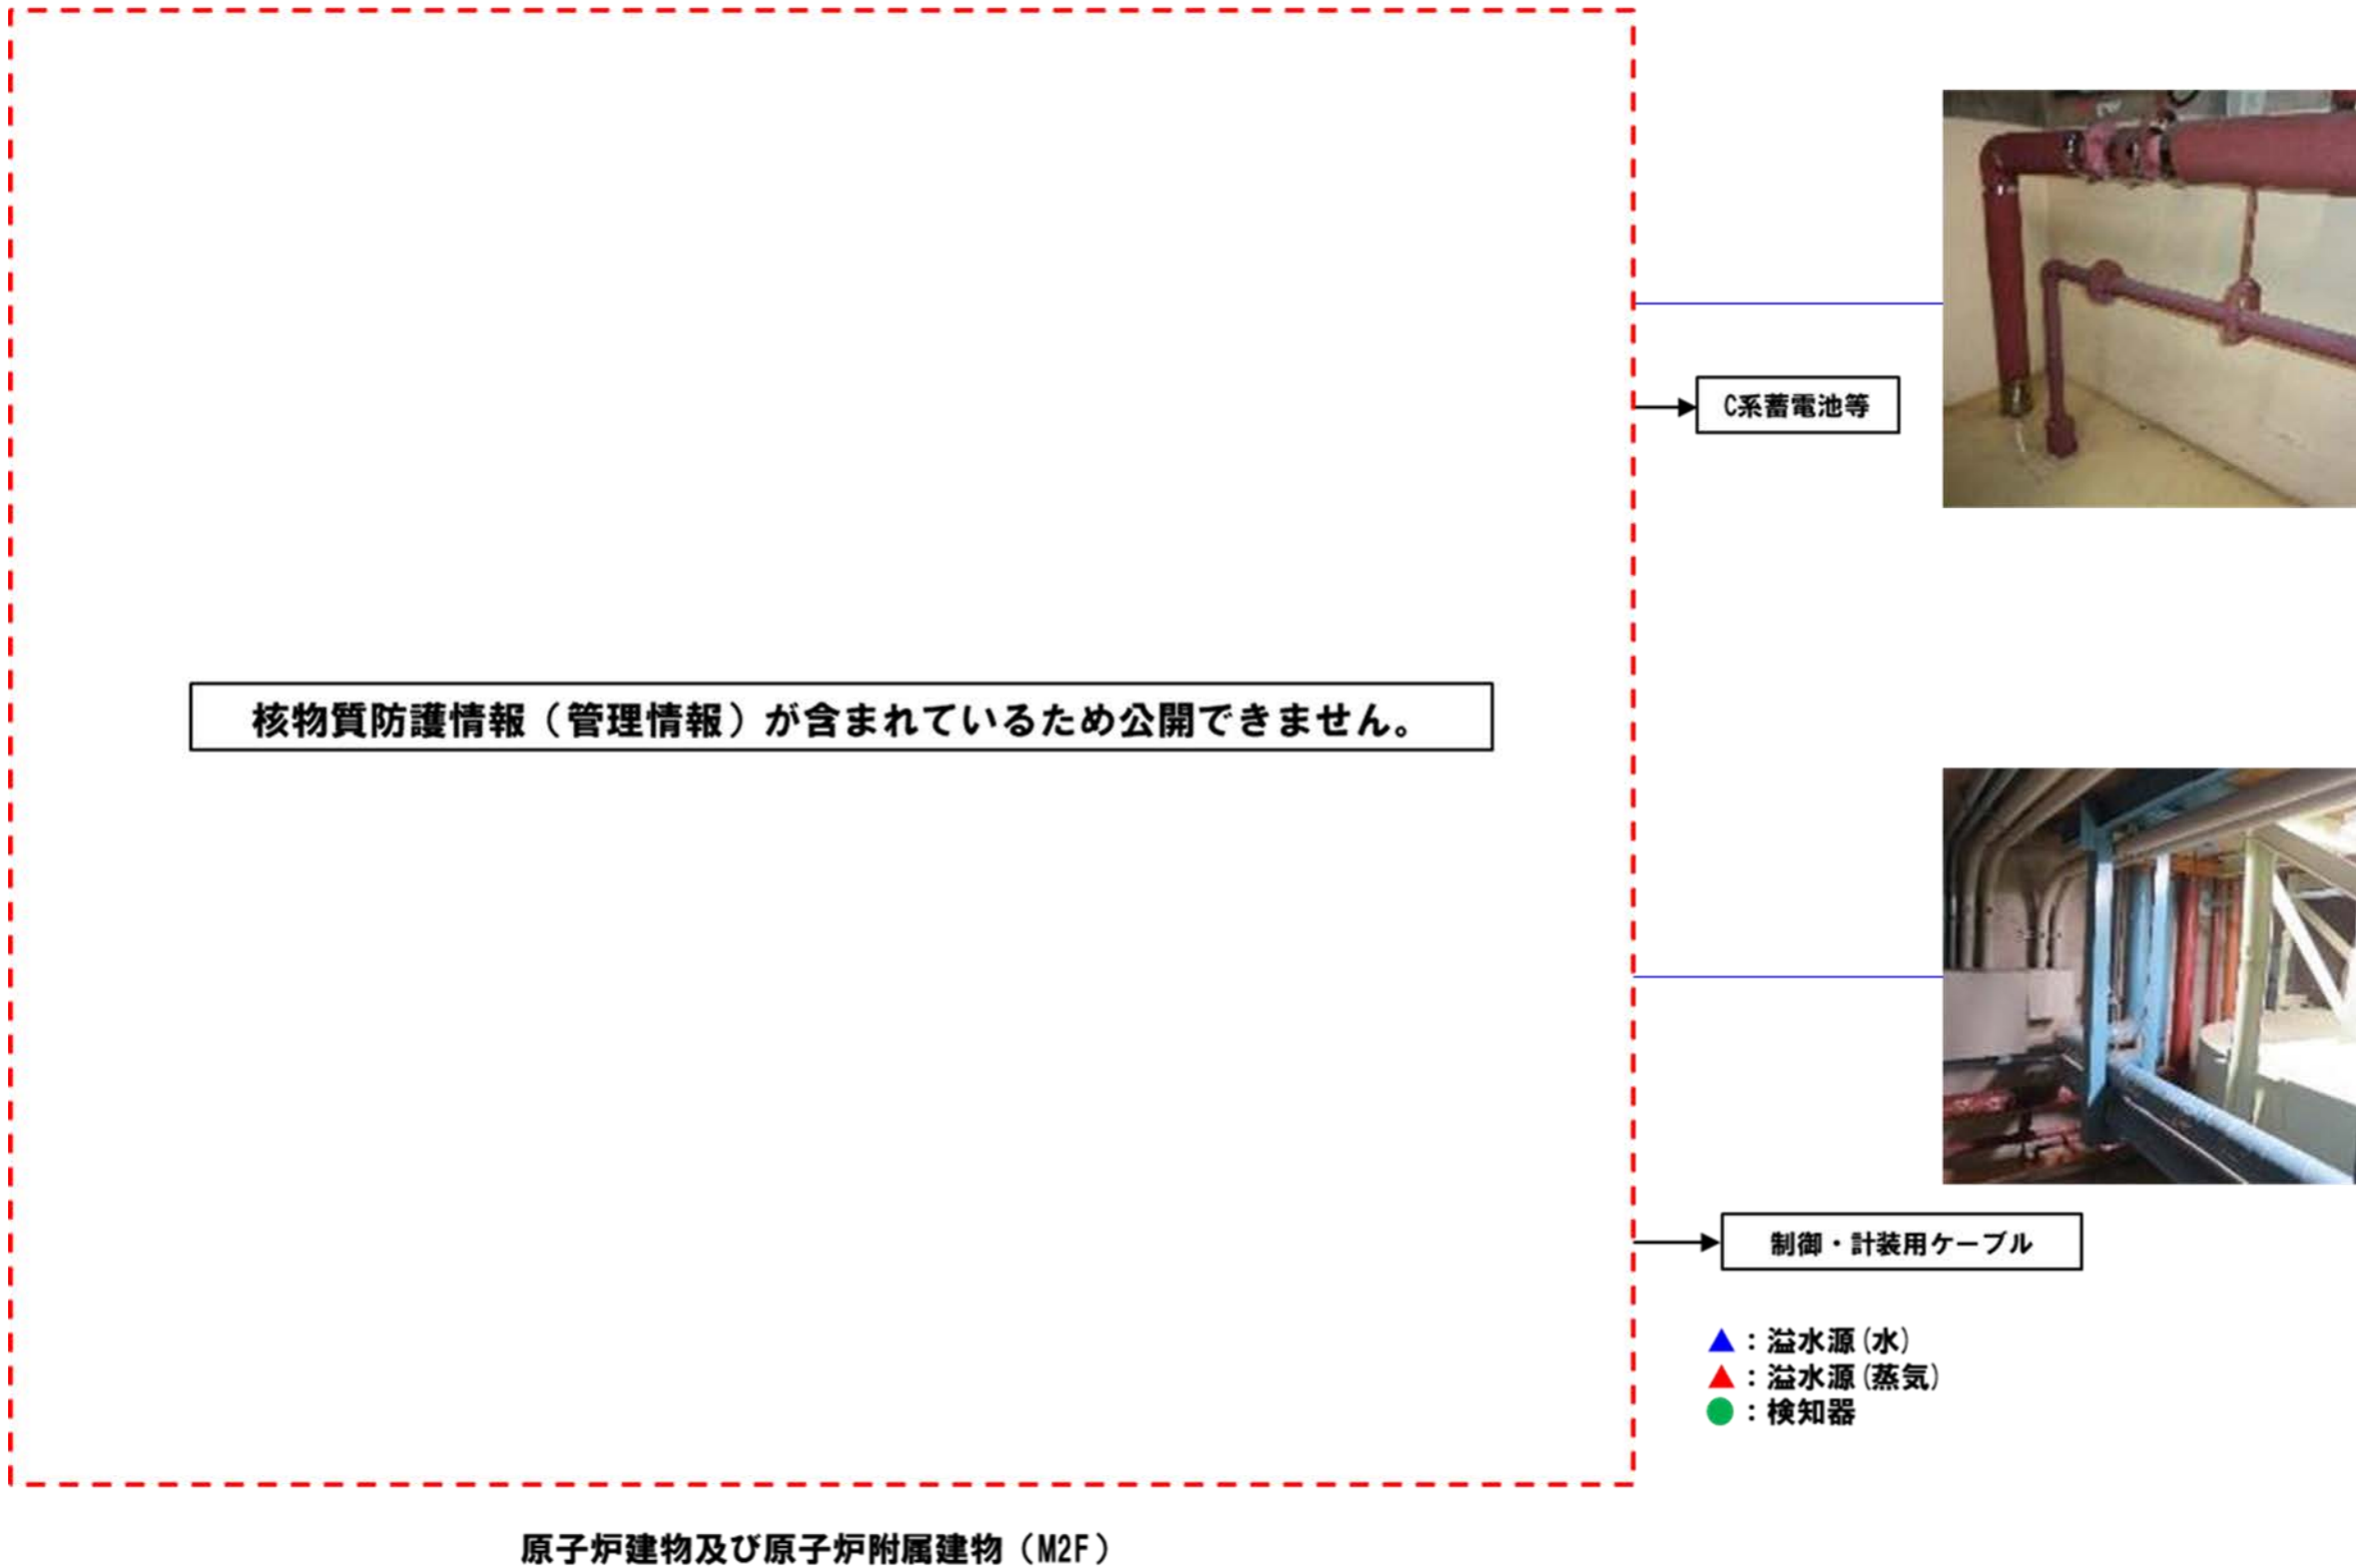 C系蓄電池等
核物質防護情報（管理情報）が含まれているため公開できません。
制御・計装用ケーブル
▲：溢水源(水)
▲：溢水源(蒸気)
●：検知器
原子炉建物及び原子炉附属建物（M2F）